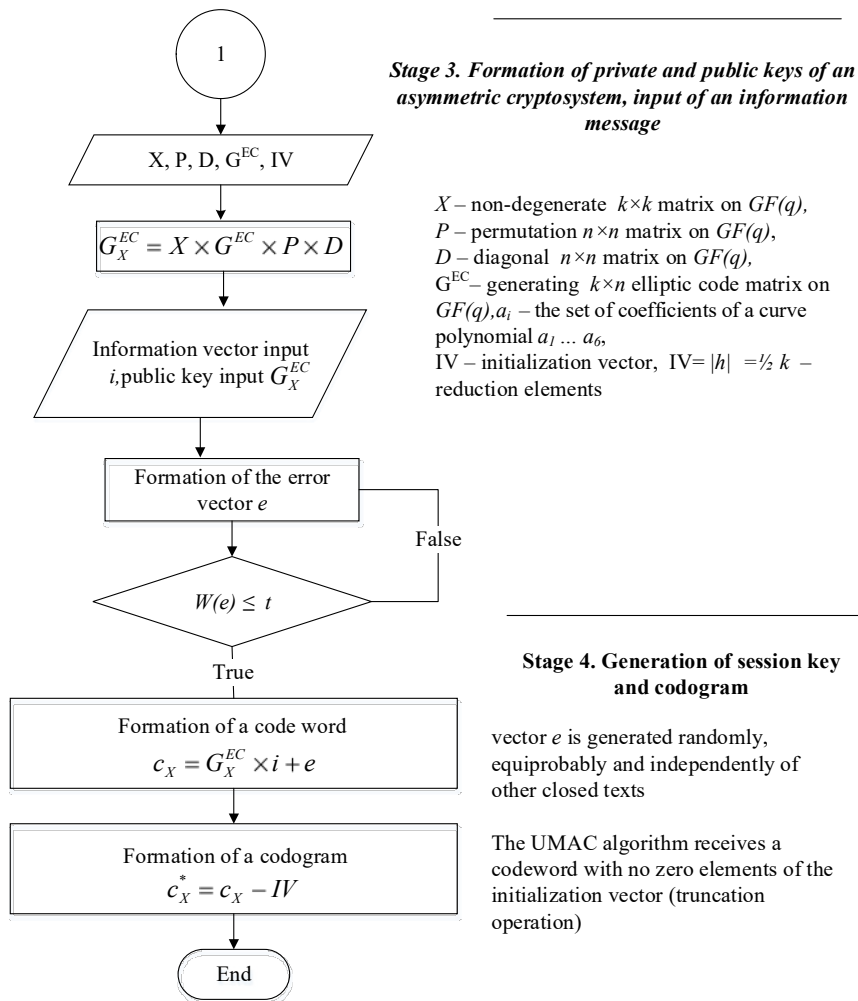 1
Stage 3. Formation of private and public keys of an
asymmetric cryptosystem, input of an information
message
X, P, D, G^EC, IV
G_X^EC = X × G^EC × P × D
X – non-degenerate k×k matrix on GF(q),
P – permutation n×n matrix on GF(q),
D – diagonal n×n matrix on GF(q),
G^EC– generating k×n elliptic code matrix on
GF(q),a_i – the set of coefficients of a curve
polynomial a_1 ... a_6,
IV – initialization vector, IV= |h| =½ k –
reduction elements
Information vector input
i,public key input G_X^EC
Formation of the error
vector e
False
W(e) ≤ t
True
Stage 4. Generation of session key
and codogram
Formation of a code word
c_X = G_X^EC × i + e
vector e is generated randomly,
equiprobably and independently of
other closed texts
Formation of a codogram
c_X^* = c_X – IV
The UMAC algorithm receives a
codeword with no zero elements of the
initialization vector (truncation
operation)
End